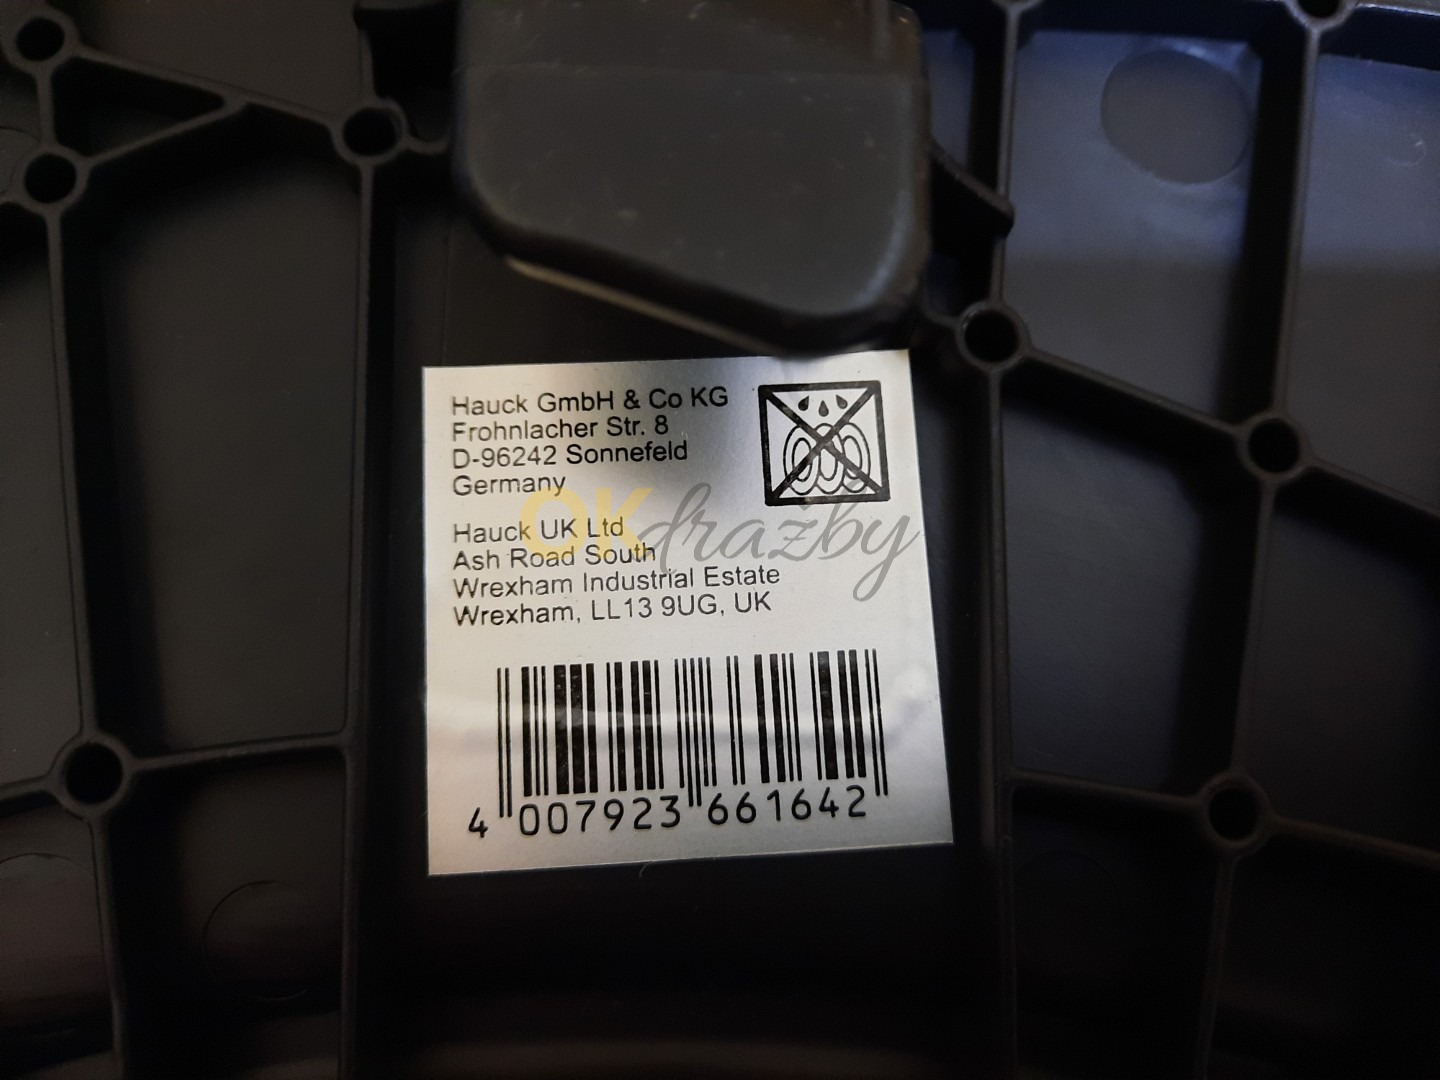 Hauck GmbH & Co KG
Frohnlacher Str. 8
D-96242 Sonnefeld
Germany
Hauck UK Ltd
Ash Road South
Wrexham Industrial Estate
Wrexham, LL13 9UG, UK
OKdražby
4 007923 661642